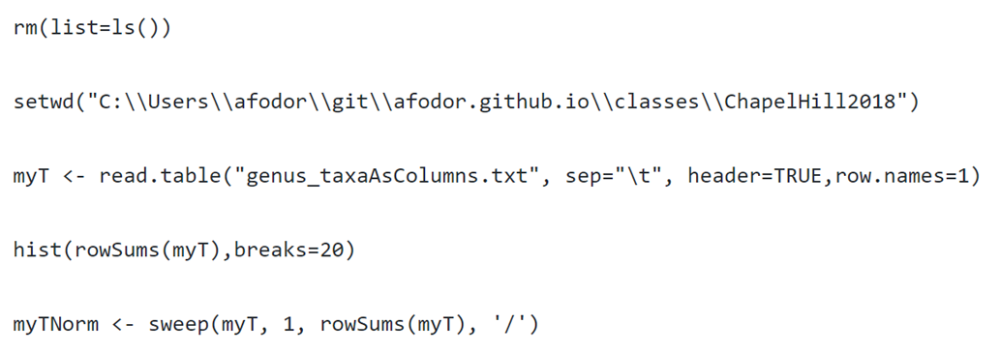 rm(list=ls())
setwd("C:\\Users\\afodor\\git\\afodor.github.io\\classes\\ChapelHill2018")
myT <- read.table("genus_taxaAsColumns.txt", sep="\t", header=TRUE,row.names=1)
hist(rowSums(myT),breaks=20)
myTNorm <- sweep(myT, 1, rowSums(myT), '/')